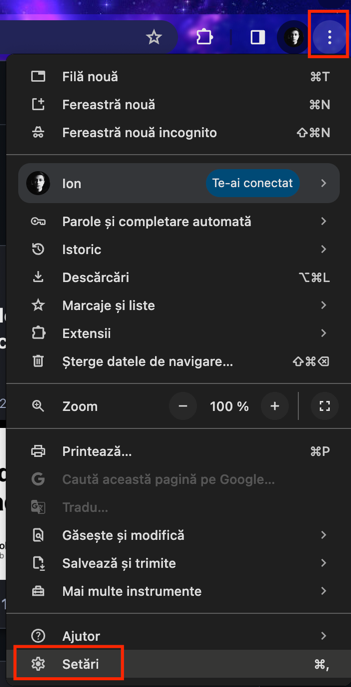 Filă nouă ⌘T
Fereastră nouă ⌘N
Fereastră nouă incognito ⇧⌘N
Ion Te-ai conectat
Parole și completare automată
Istoric
Descărcări ⌥⌘L
Marcaje și liste
Extensii
Șterge datele de navigare... ⇧⌘⌫
Zoom − 100 % +
Printează... ⌘P
Caută această pagină pe Google...
Tradu...
Găsește și modifică
Salvează și trimite
Mai multe instrumente
Ajutor
Setări ⌘,